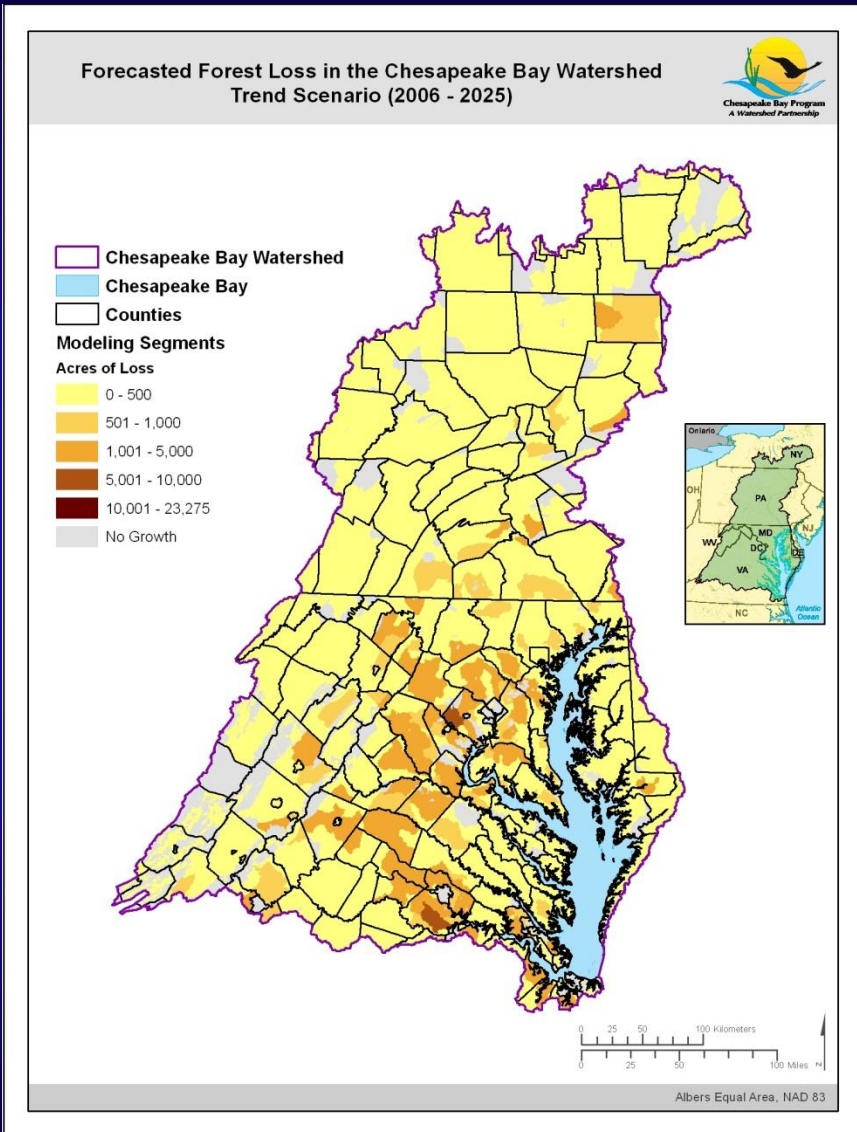 Forecasted Forest Loss in the Chesapeake Bay Watershed
Trend Scenario (2006 - 2025)
Chesapeake Bay Program
A Watershed Partnership
Chesapeake Bay Watershed
Chesapeake Bay
Counties
Modeling Segments
Acres of Loss
0 - 500
501 - 1,000
1,001 - 5,000
5,001 - 10,000
10,001 - 23,275
No Growth
Ontario
NY
OH
PA
NJ
MD
WV
DC
DE
VA
NC
Atlantic
Ocean
0 25 50 100 Kilometers
0 25 50 100 Miles
N
Albers Equal Area, NAD 83